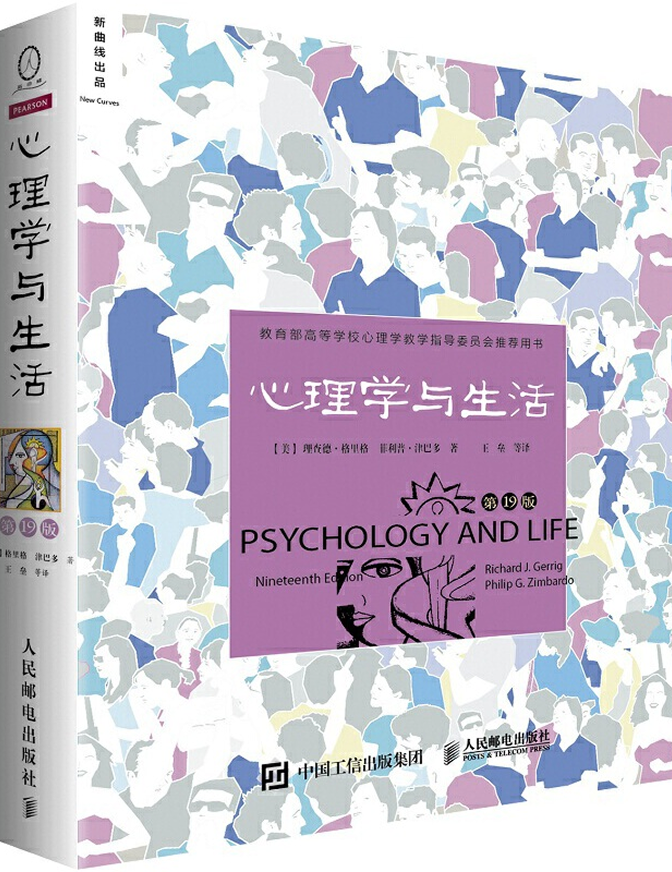 新曲线出品
New Curves
PEARSON
心理学与生活
第19版
格里格 津巴多 著
王垒 等译
人民邮电出版社
教育部高等学校心理学教学指导委员会推荐用书
心理学与生活
【美】理查德·格里格 菲利普·津巴多 著 王垒 等译
第19版
PSYCHOLOGY AND LIFE
Nineteenth Edition
Richard J. Gerrig
Philip G. Zimbardo
中国工信出版集团
人民邮电出版社
POSTS & TELECOM PRESS